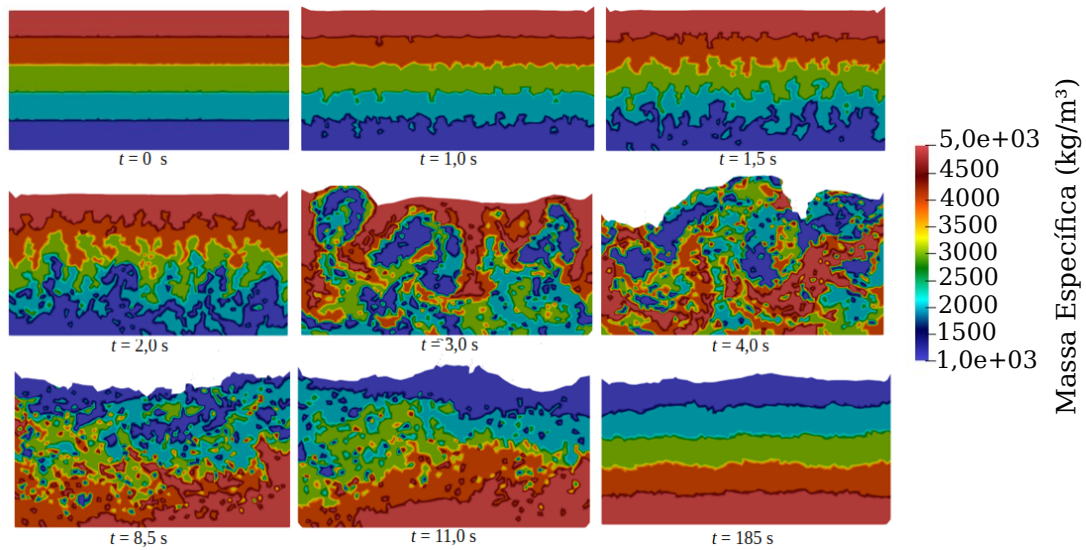 t = 0 s
t = 1,0 s
t = 1,5 s
t = 2,0 s
t = 3,0 s
t = 4,0 s
t = 8,5 s
t = 11,0 s
t = 185 s
5,0e+03
4500
4000
3500
3000
2500
2000
1500
1,0e+03
Massa Específica (kg/m³)